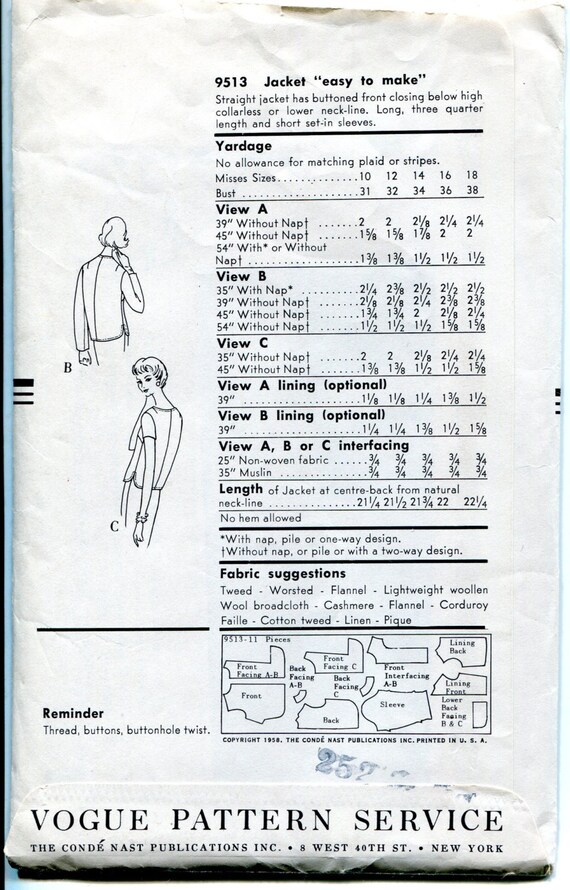 9513 Jacket "easy to make"
Straight jacket has buttoned front closing below high
collarless or lower neck-line. Long, three quarter
length and short set-in sleeves.
Yardage
No allowance for matching plaid or stripes.
Misses Sizes..............10 12 14 16 18
Bust ....................31 32 34 36 38
View A
39" Without Nap† .......2 2 2⅛ 2¼ 2¼
45" Without Nap† .......1⅝ 1⅝ 1⅞ 2 2
54" With* or Without
Nap† ...................1⅜ 1⅜ 1½ 1½ 1½
View B
35" With Nap* ...........2¼ 2⅜ 2½ 2½ 2½
39" Without Nap† .......2⅛ 2⅛ 2¼ 2⅜ 2⅜
45" Without Nap† .......1¾ 1¾ 2 2⅛ 2¼
54" Without Nap† .......1½ 1½ 1½ 1⅝ 1⅝
View C
35" Without Nap† .......2 2 2⅛ 2¼ 2¼
45" Without Nap† .......1⅜ 1⅜ 1½ 1½ 1⅝
View A lining (optional)
39" .....................1⅛ 1⅛ 1¼ 1⅜ 1½
View B lining (optional)
39" .....................1¼ 1¼ 1⅜ 1½ 1⅝
View A, B or C interfacing
25" Non-woven fabric ......¾ ¾ ¾ ¾ ¾
35" Muslin ...............¾ ¾ ¾ ¾ ¾
Length of Jacket at centre-back from natural
neck-line ...............21¼ 21½ 21¾ 22 22¼
No hem allowed
*With nap, pile or one-way design.
†Without nap, or pile or with a two-way design.
Fabric suggestions
Tweed - Worsted - Flannel - Lightweight woollen
Wool broadcloth - Cashmere - Flannel - Corduroy
Faille - Cotton tweed - Linen - Pique
B
C
Reminder
Thread, buttons, buttonhole twist.
9513-11 Pieces
Front
Facing A-B
Back
Facing
A-B
Front
Facing C
Back
Facing
C
Front
Interfacing
A-B
Lining
Back
Lining
Front
Front
Back
Sleeve
Lower
Back
Facing
B & C
COPYRIGHT 1958, THE CONDÉ NAST PUBLICATIONS INC. PRINTED IN U. S. A.
VOGUE PATTERN SERVICE
THE CONDÉ NAST PUBLICATIONS INC. • 8 WEST 40TH ST. • NEW YORK